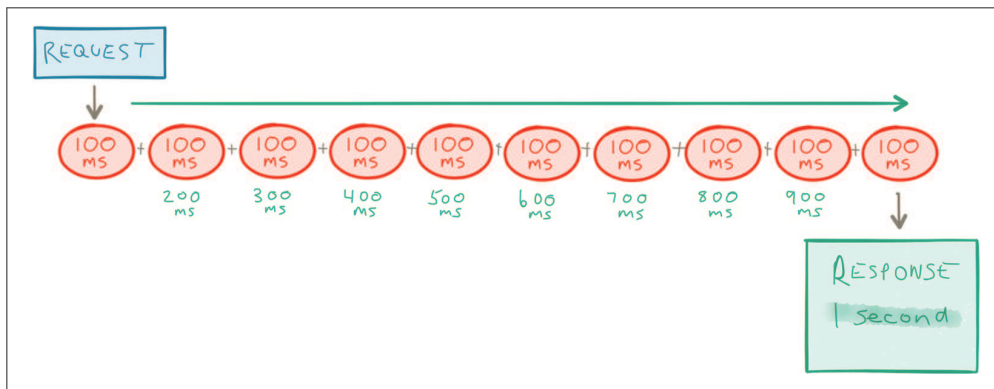 REQUEST
100 ms + 100 ms + 100 ms + 100 ms + 100 ms + 100 ms + 100 ms + 100 ms + 100 ms + 100 ms
200 ms 300 ms 400 ms 500 ms 600 ms 700 ms 800 ms 900 ms
RESPONSE
1 second